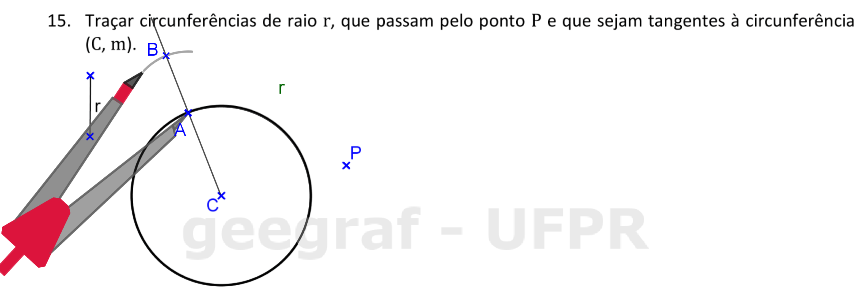 15. Traçar circunferências de raio r, que passam pelo ponto P e que sejam tangentes à circunferência
(C, m).
B
r
r
A
P
C
geegraf - UFPR